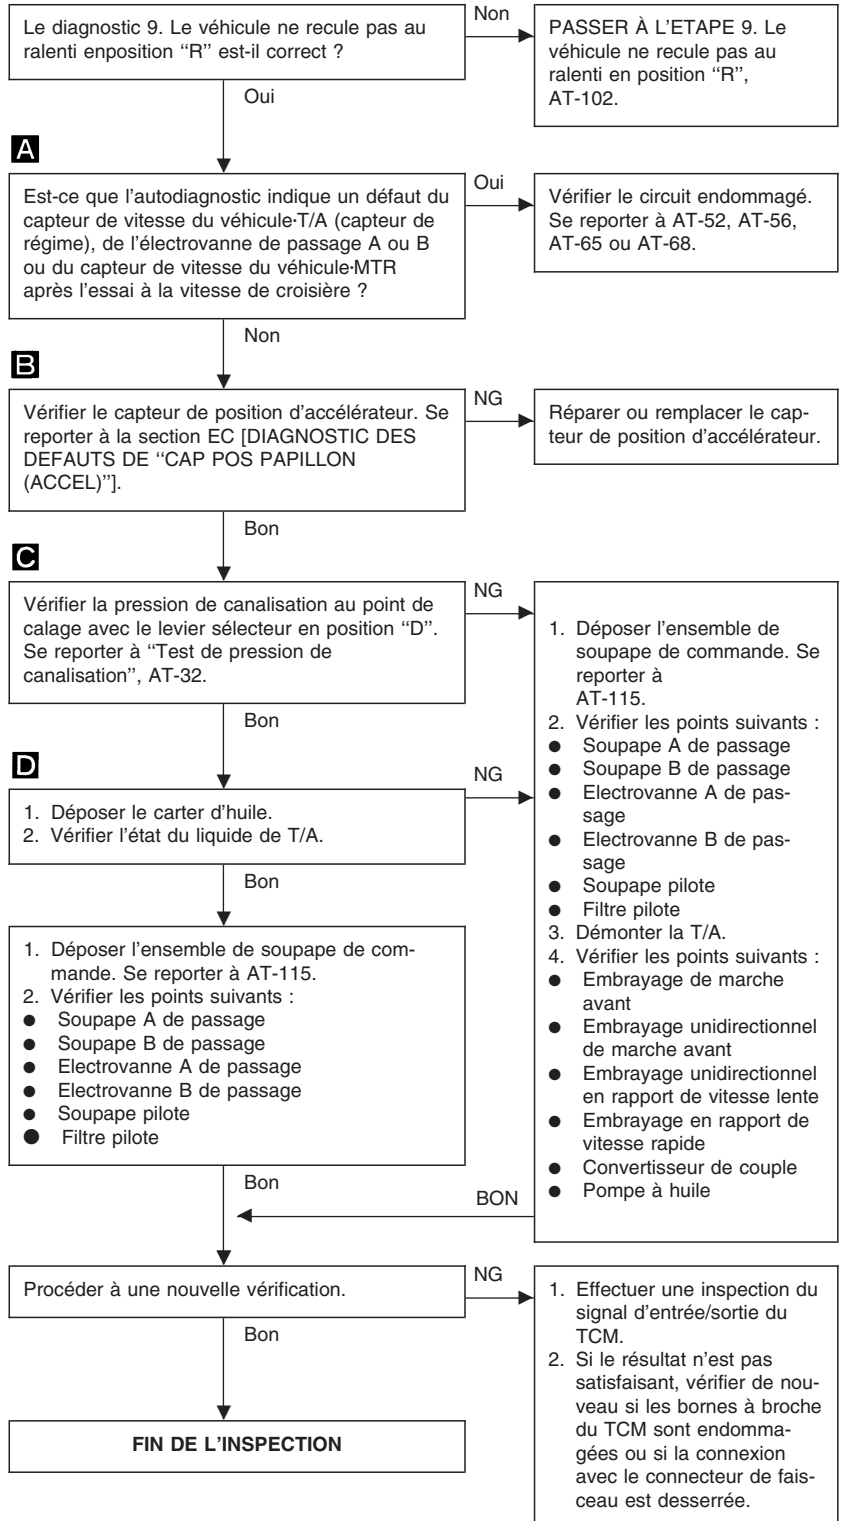 Le diagnostic 9. Le véhicule ne recule pas au
ralenti enposition “R” est-il correct ?
Non
PASSER À L’ETAPE 9. Le
véhicule ne recule pas au
ralenti en position “R”,
AT-102.
Oui
A
Est-ce que l’autodiagnostic indique un défaut du
capteur de vitesse du véhicule·T/A (capteur de
régime), de l’électrovanne de passage A ou B
ou du capteur de vitesse du véhicule·MTR
après l’essai à la vitesse de croisière ?
Oui
Vérifier le circuit endommagé.
Se reporter à AT-52, AT-56,
AT-65 ou AT-68.
Non
B
Vérifier le capteur de position d’accélérateur. Se
reporter à la section EC [DIAGNOSTIC DES
DEFAUTS DE “CAP POS PAPILLON
(ACCEL)”].
NG
Réparer ou remplacer le cap-
teur de position d’accélérateur.
Bon
C
Vérifier la pression de canalisation au point de
calage avec le levier sélecteur en position “D”.
Se reporter à “Test de pression de
canalisation”, AT-32.
NG
1. Déposer l’ensemble de
soupape de commande. Se
reporter à
AT-115.
2. Vérifier les points suivants :
● Soupape A de passage
● Soupape B de passage
● Electrovanne A de pas-
sage
● Electrovanne B de pas-
sage
● Soupape pilote
● Filtre pilote
3. Démonter la T/A.
4. Vérifier les points suivants :
● Embrayage de marche
avant
● Embrayage unidirectionnel
de marche avant
● Embrayage unidirectionnel
en rapport de vitesse lente
● Embrayage en rapport de
vitesse rapide
● Convertisseur de couple
● Pompe à huile
Bon
D
1. Déposer le carter d’huile.
2. Vérifier l’état du liquide de T/A.
NG
Bon
1. Déposer l’ensemble de soupape de com-
mande. Se reporter à AT-115.
2. Vérifier les points suivants :
● Soupape A de passage
● Soupape B de passage
● Electrovanne A de passage
● Electrovanne B de passage
● Soupape pilote
● Filtre pilote
Bon
BON
Procéder à une nouvelle vérification.
NG
1. Effectuer une inspection du
signal d’entrée/sortie du
TCM.
2. Si le résultat n’est pas
satisfaisant, vérifier de nou-
veau si les bornes à broche
du TCM sont endomma-
gées ou si la connexion
avec le connecteur de fais-
ceau est desserrée.
Bon
FIN DE L’INSPECTION